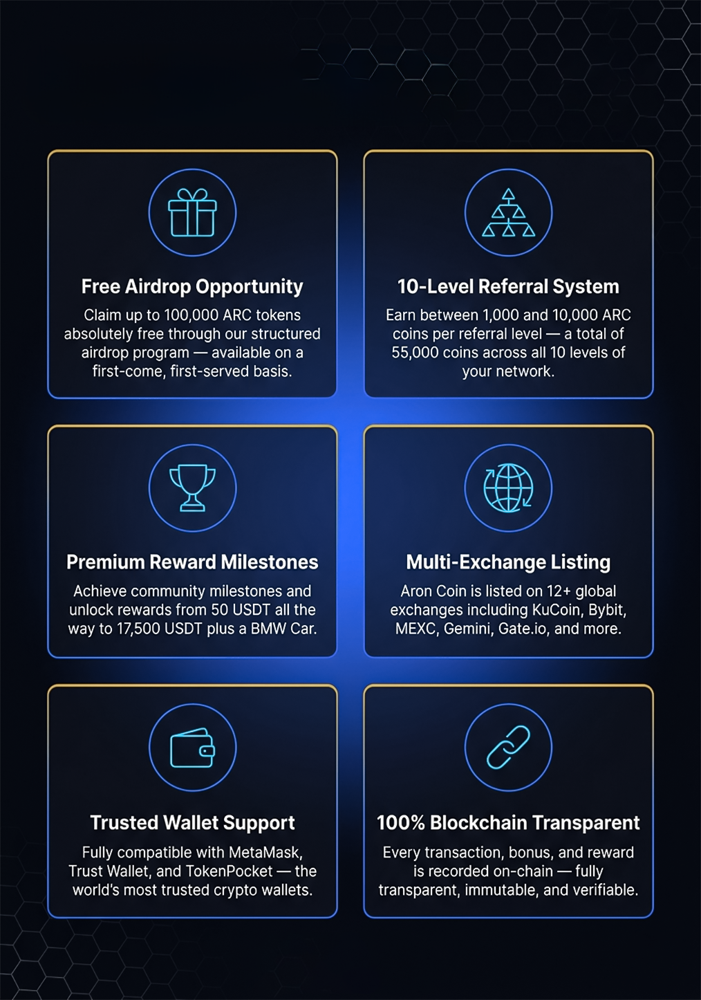 Free Airdrop Opportunity
Claim up to 100,000 ARC tokens
absolutely free through our structured
airdrop program — available on a
first-come, first-served basis.
10-Level Referral System
Earn between 1,000 and 10,000 ARC
coins per referral level — a total of
55,000 coins across all 10 levels of
your network.
Premium Reward Milestones
Achieve community milestones and
unlock rewards from 50 USDT all the
way to 17,500 USDT plus a BMW Car.
Multi-Exchange Listing
Aron Coin is listed on 12+ global
exchanges including KuCoin, Bybit,
MEXC, Gemini, Gate.io, and more.
Trusted Wallet Support
Fully compatible with MetaMask,
Trust Wallet, and TokenPocket — the
world's most trusted crypto wallets.
100% Blockchain Transparent
Every transaction, bonus, and reward
is recorded on-chain — fully
transparent, immutable, and verifiable.